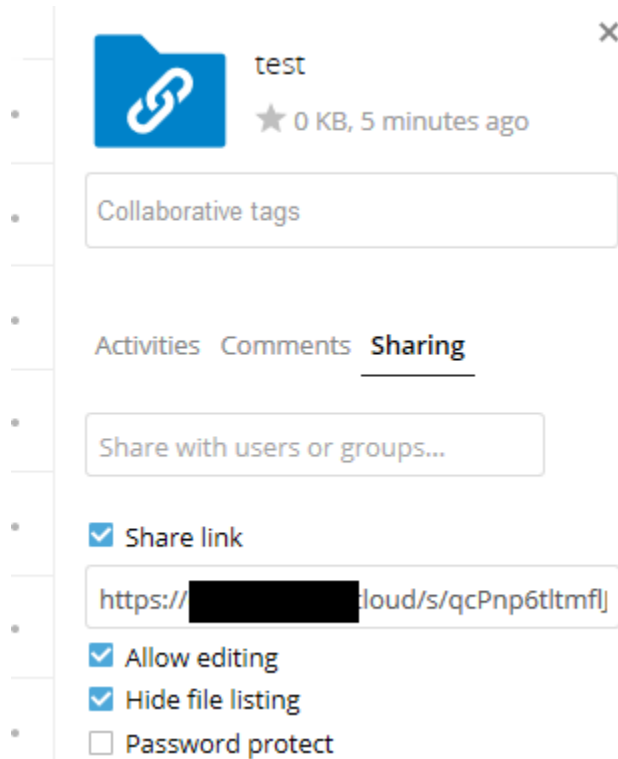 ×
test
0 KB, 5 minutes ago
Collaborative tags
Activities Comments Sharing
Share with users or groups...
Share link
https:// loud/s/qcPnp6tltmflJ
Allow editing
Hide file listing
Password protect